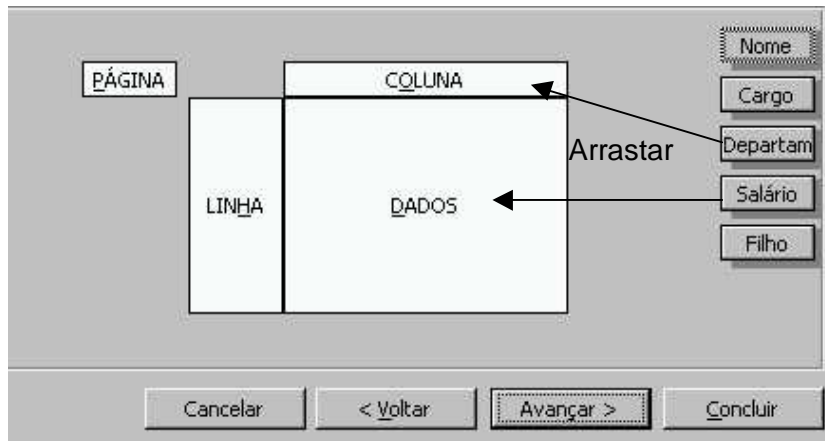 Nome
PÁGINA
COLUNA
Cargo
Arrastar
Departam
LINHA
DADOS
Salário
Filho
Cancelar
< Voltar
Avançar >
Concluir